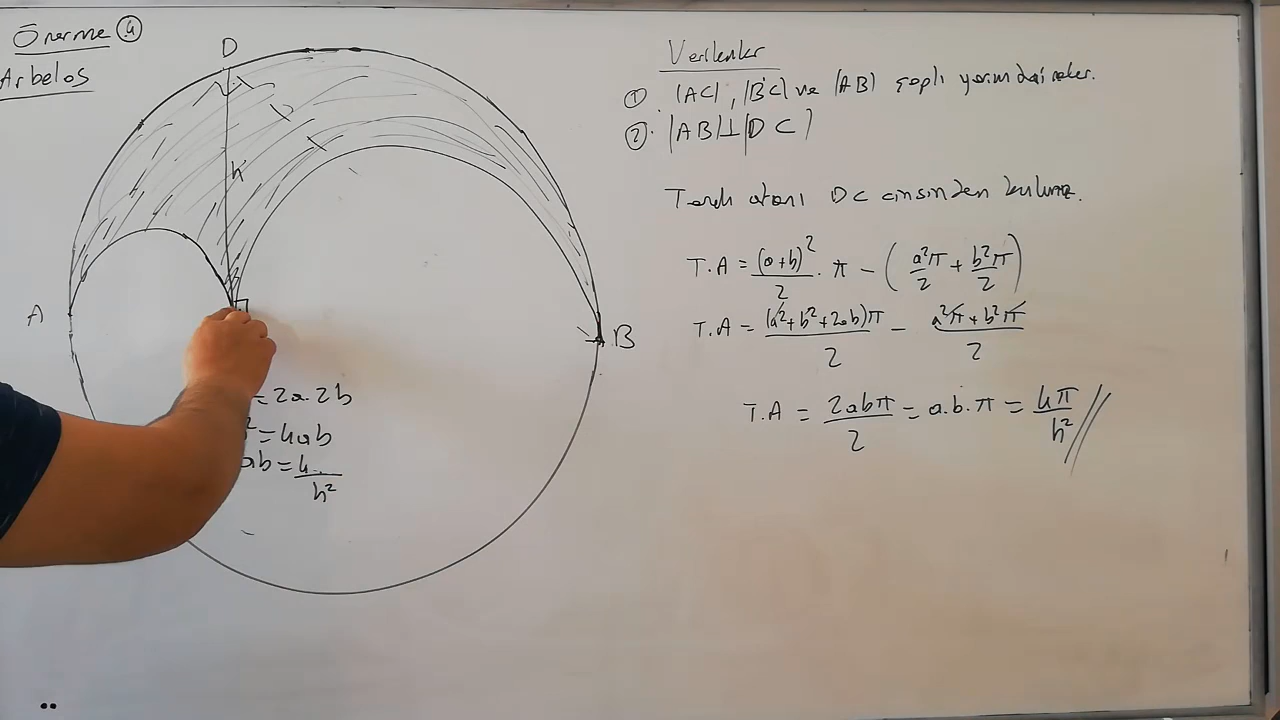 Önerme 4
Arbelos
D
h
A
B
= 2a.2b
² = 4ab
ab = 4 / h²
Verilenler
① |AC|, |BC| ve |AB| çaplı yarım daireler.
②. |AB| ⊥ |DC|
Taralı alanı DC cinsinden bulunuz.
T.A = (a+b)²/2 . π − (a²π/2 + b²π/2)
T.A = (a²+b²+2ab)π/2 − a²π + b²π/2
T.A = 2abπ/2 = a.b.π = 4π/h² //